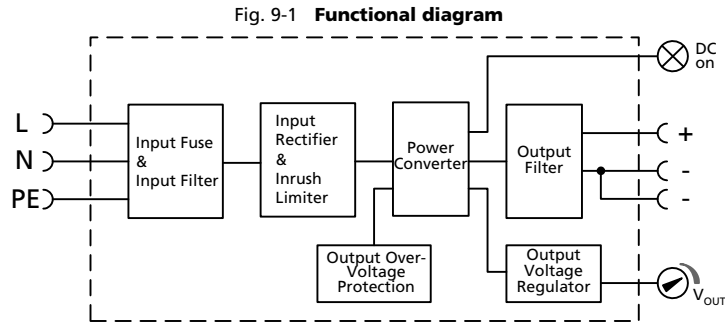 Fig. 9-1 Functional diagram
DC
on
L
N
PE
Input Fuse
&
Input Filter
Input
Rectifier
&
Inrush
Limiter
Power
Converter
Output
Filter
+
-
-
Output Over-
Voltage
Protection
Output
Voltage
Regulator
VOUT